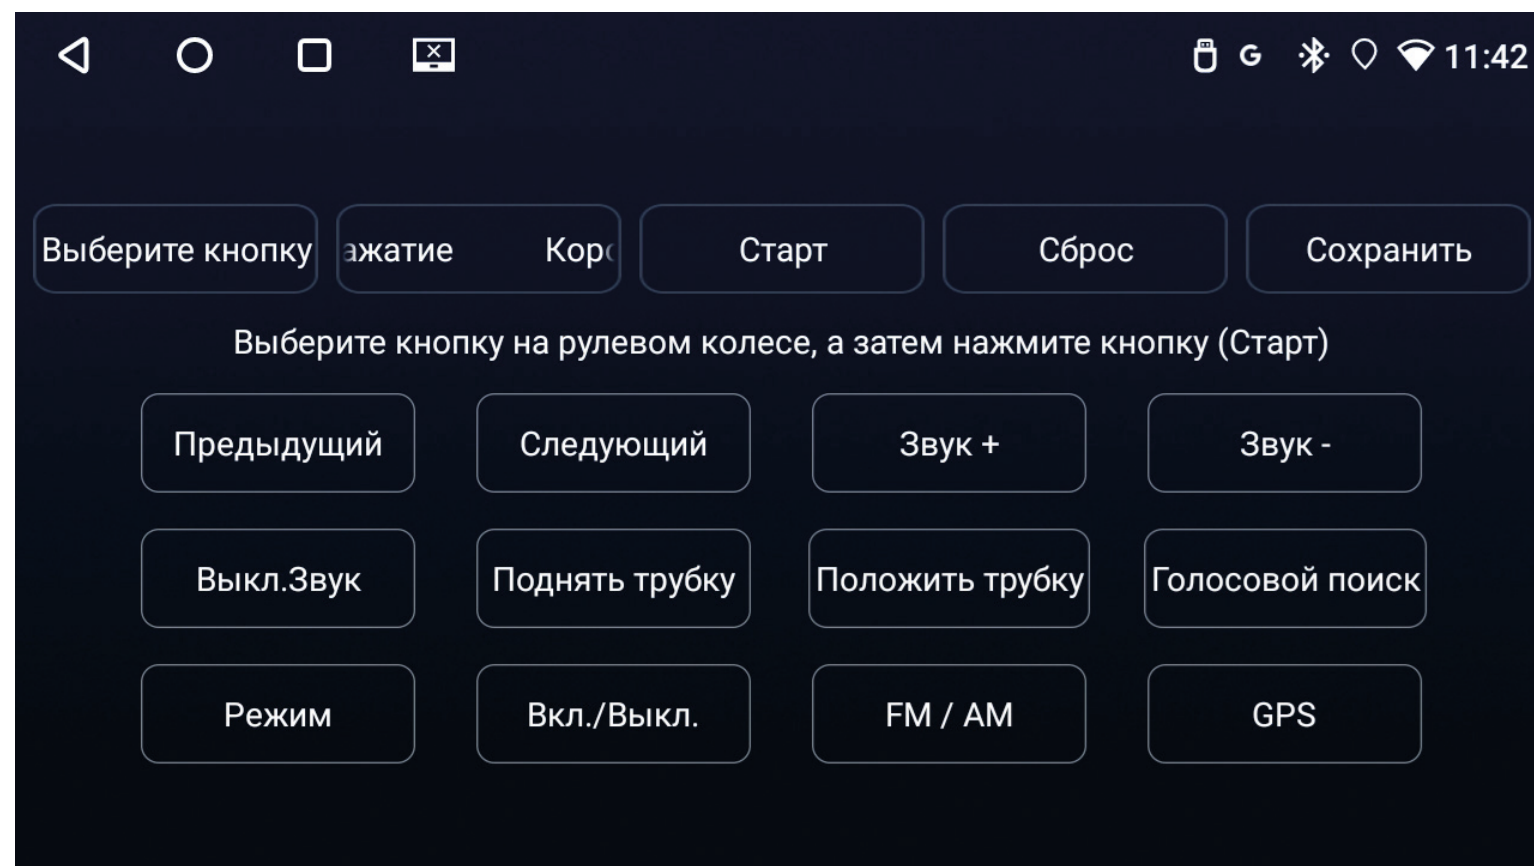 11:42
Выберите кнопку
ажатие Кор
Старт
Сброс
Сохранить
Выберите кнопку на рулевом колесе, а затем нажмите кнопку (Старт)
Предыдущий
Следующий
Звук +
Звук -
Выкл.Звук
Поднять трубку
Положить трубку
Голосовой поиск
Режим
Вкл./Выкл.
FM / AM
GPS